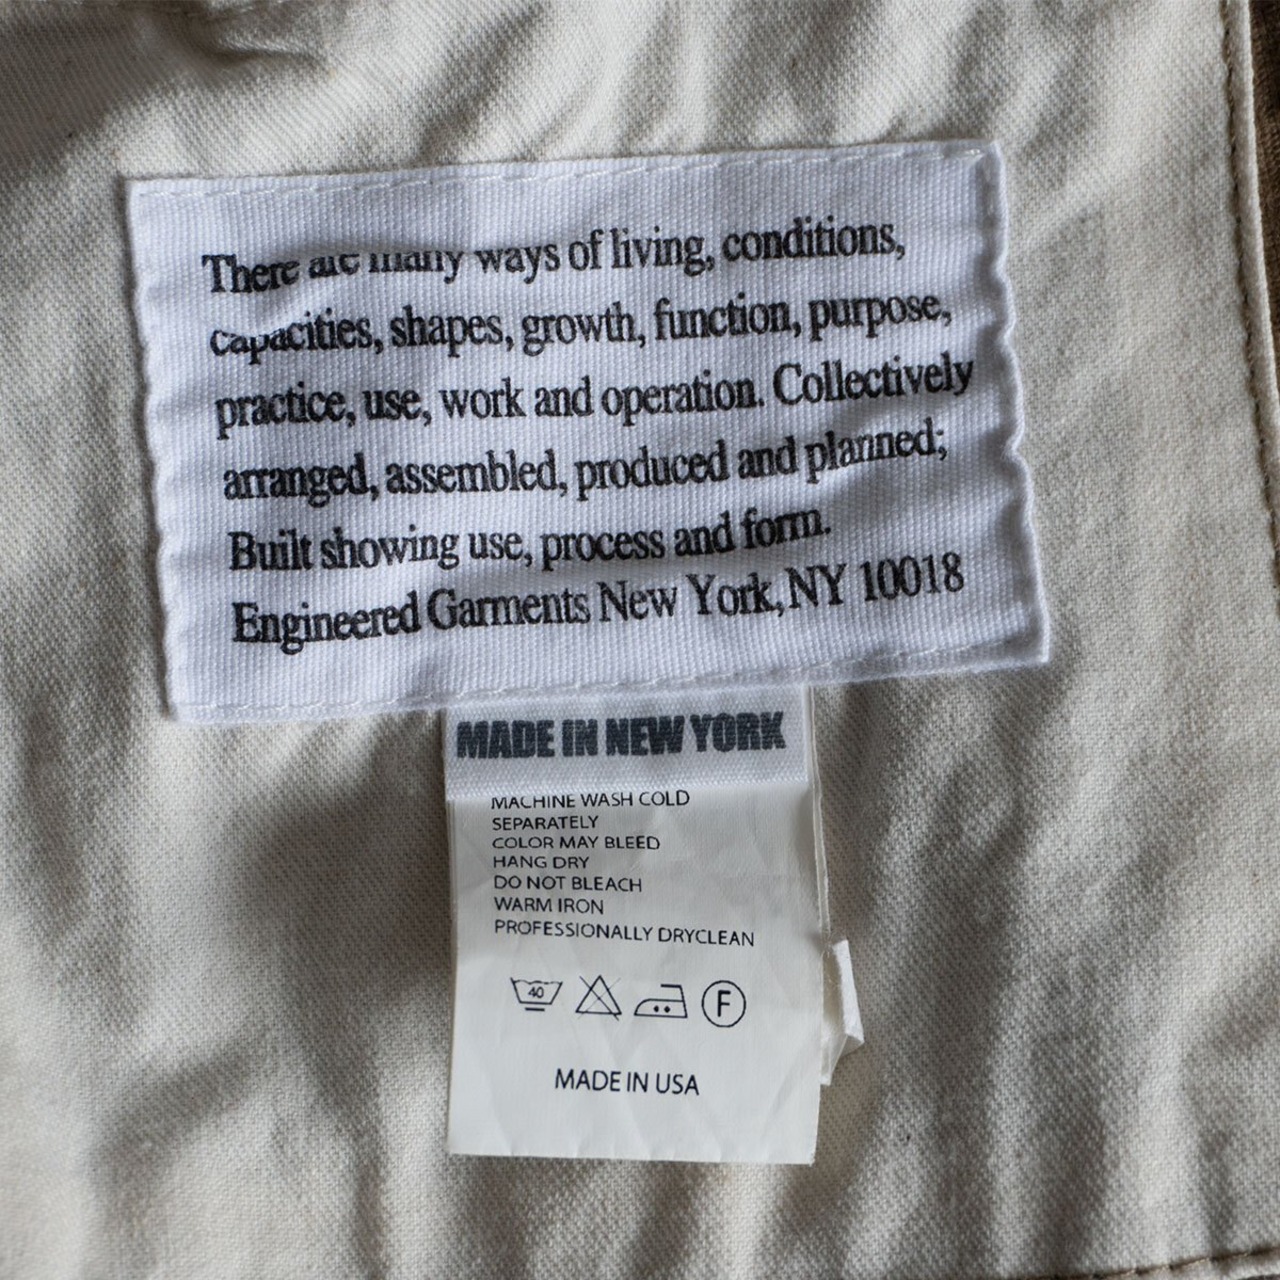 There are many ways of living, conditions,
capacities, shapes, growth, function, purpose,
practice, use, work and operation. Collectively
arranged, assembled, produced and planned;
Built showing use, process and form.
Engineered Garments New York, NY 10018
MADE IN NEW YORK
MACHINE WASH COLD
SEPARATELY
COLOR MAY BLEED
HANG DRY
DO NOT BLEACH
WARM IRON
PROFESSIONALLY DRYCLEAN
40 F
MADE IN USA